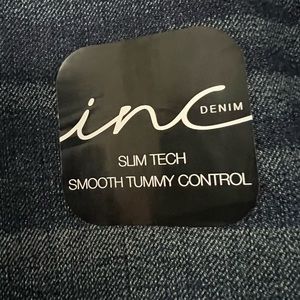 inc
DENIM
SLIM TECH
SMOOTH TUMMY CONTROL